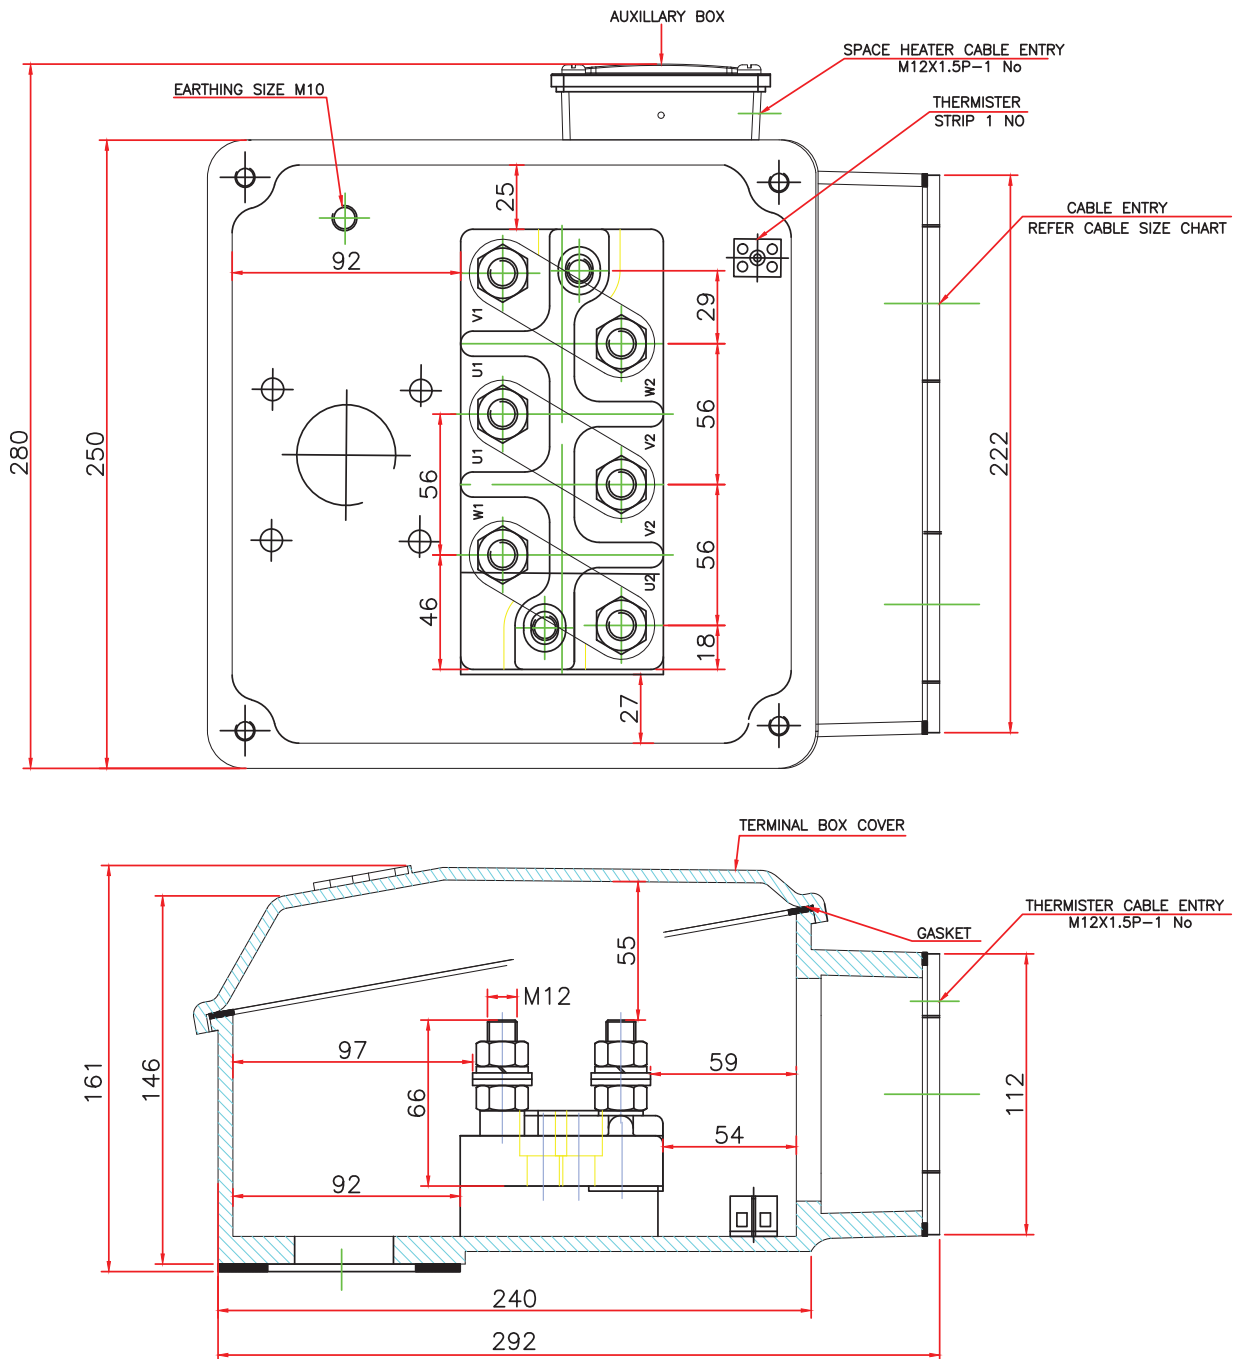 AUXILLARY BOX
SPACE HEATER CABLE ENTRY
M12X1.5P-1 No
EARTHING SIZE M10
THERMISTER
STRIP 1 NO
CABLE ENTRY
REFER CABLE SIZE CHART
25
92
29
V1
U1
W2
56
280
250
222
U1
V2
56
W1
V2
56
U2
46
18
27
TERMINAL BOX COVER
THERMISTER CABLE ENTRY
M12X1.5P-1 No
GASKET
55
M12
97
59
161
146
66
112
54
92
240
292